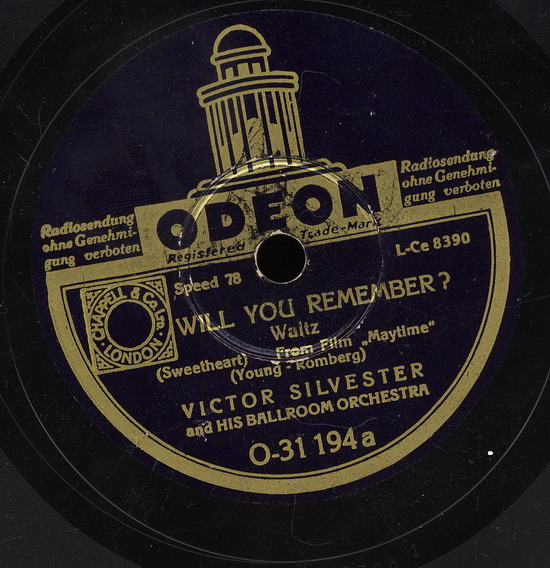 ODEON
Registered Trade-Mark
Radiosendung
ohne Genehmi-
gung verboten
Radiosendung
ohne Genehmi-
gung verboten
L-Ce 8390
Speed 78
CHAPPELL & Co Ltd.
LONDON
WILL YOU REMEMBER?
Waltz
(Sweetheart) From Film „Maytime“
(Young - Romberg)
VICTOR SILVESTER
and HIS BALLROOM ORCHESTRA
O-31 194a